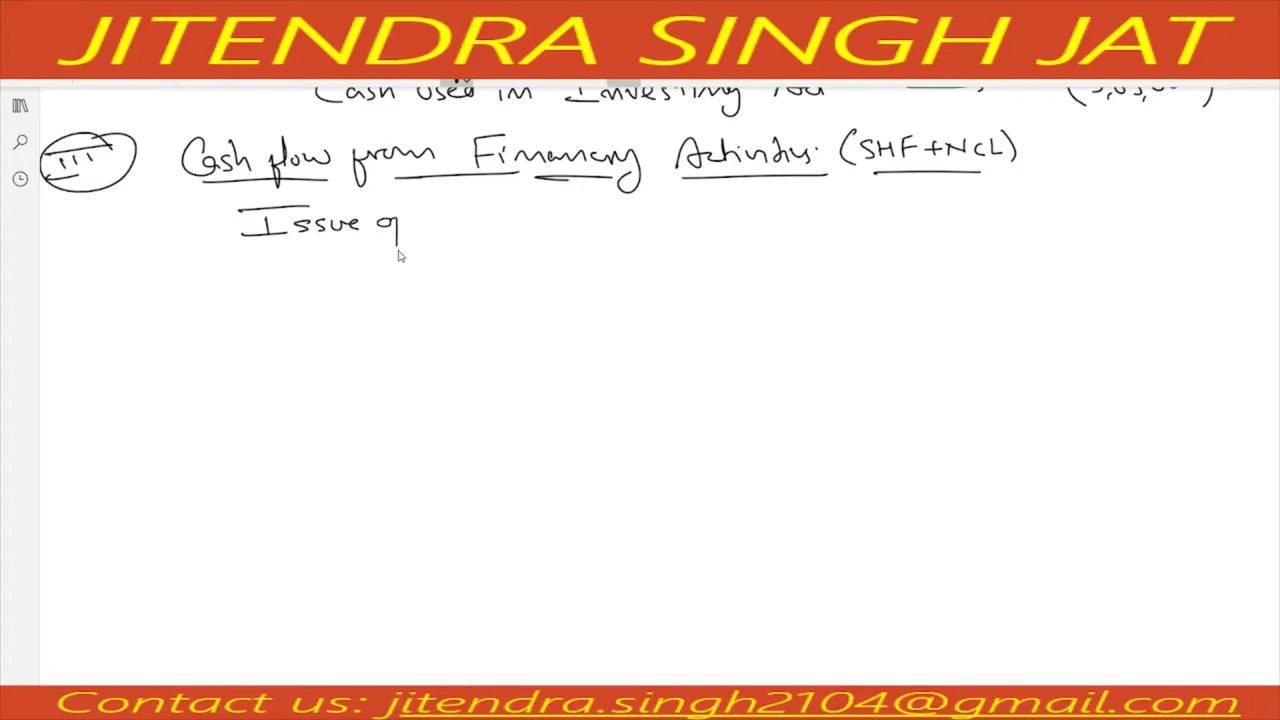 JITENDRA SINGH JAT
Cash used in Investing Act
III Cash flow from Financing Activities (SHF+NCL)
Issue of
Contact us: jitendra.singh2104@gmail.com